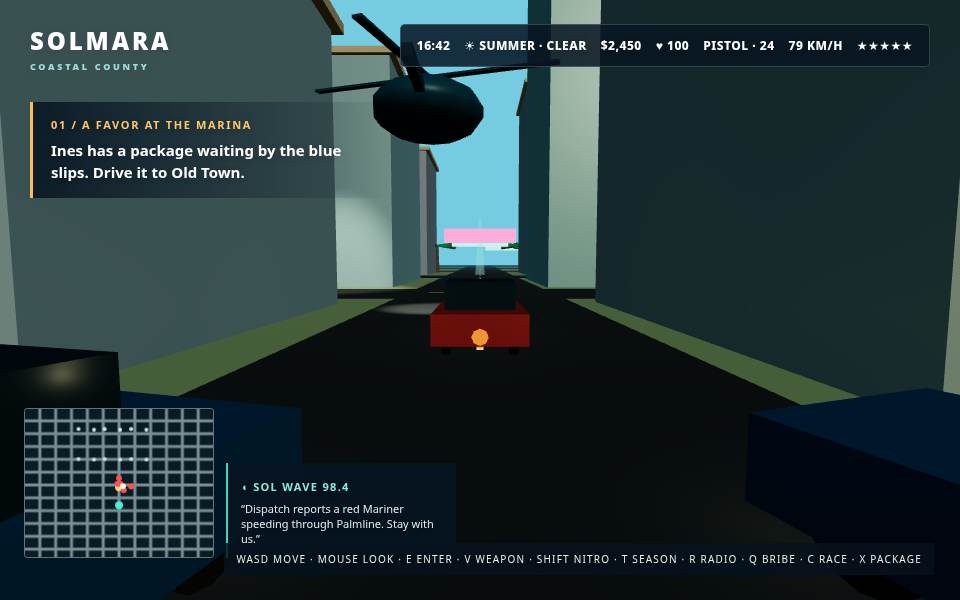 SOLMARA
COASTAL COUNTY
16:42 ☀ SUMMER · CLEAR $2,450 ♥ 100 PISTOL · 24 79 KM/H ★★★★★
01 / A FAVOR AT THE MARINA
Ines has a package waiting by the blue
slips. Drive it to Old Town.
SOL WAVE 98.4
“Dispatch reports a red Mariner
speeding through Palmline. Stay with
us.”
WASD MOVE · MOUSE LOOK · E ENTER · V WEAPON · SHIFT NITRO · T SEASON · R RADIO · Q BRIBE · C RACE · X PACKAGE